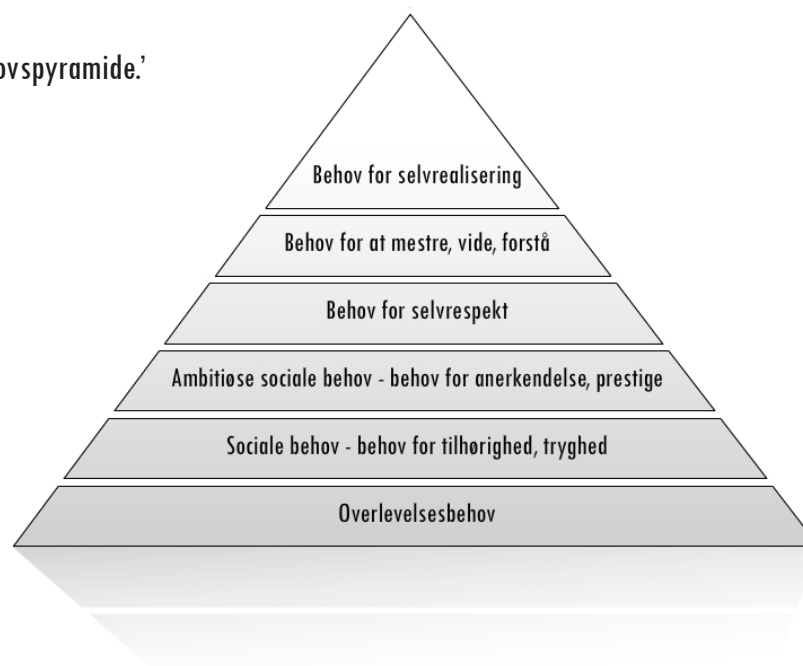 ovspyramide.’
Behov for selvrealisering
Behov for at mestre, vide, forstå
Behov for selvrespekt
Ambitiøse sociale behov - behov for anerkendelse, prestige
Sociale behov - behov for tilhørighed, tryghed
Overlevelsesbehov